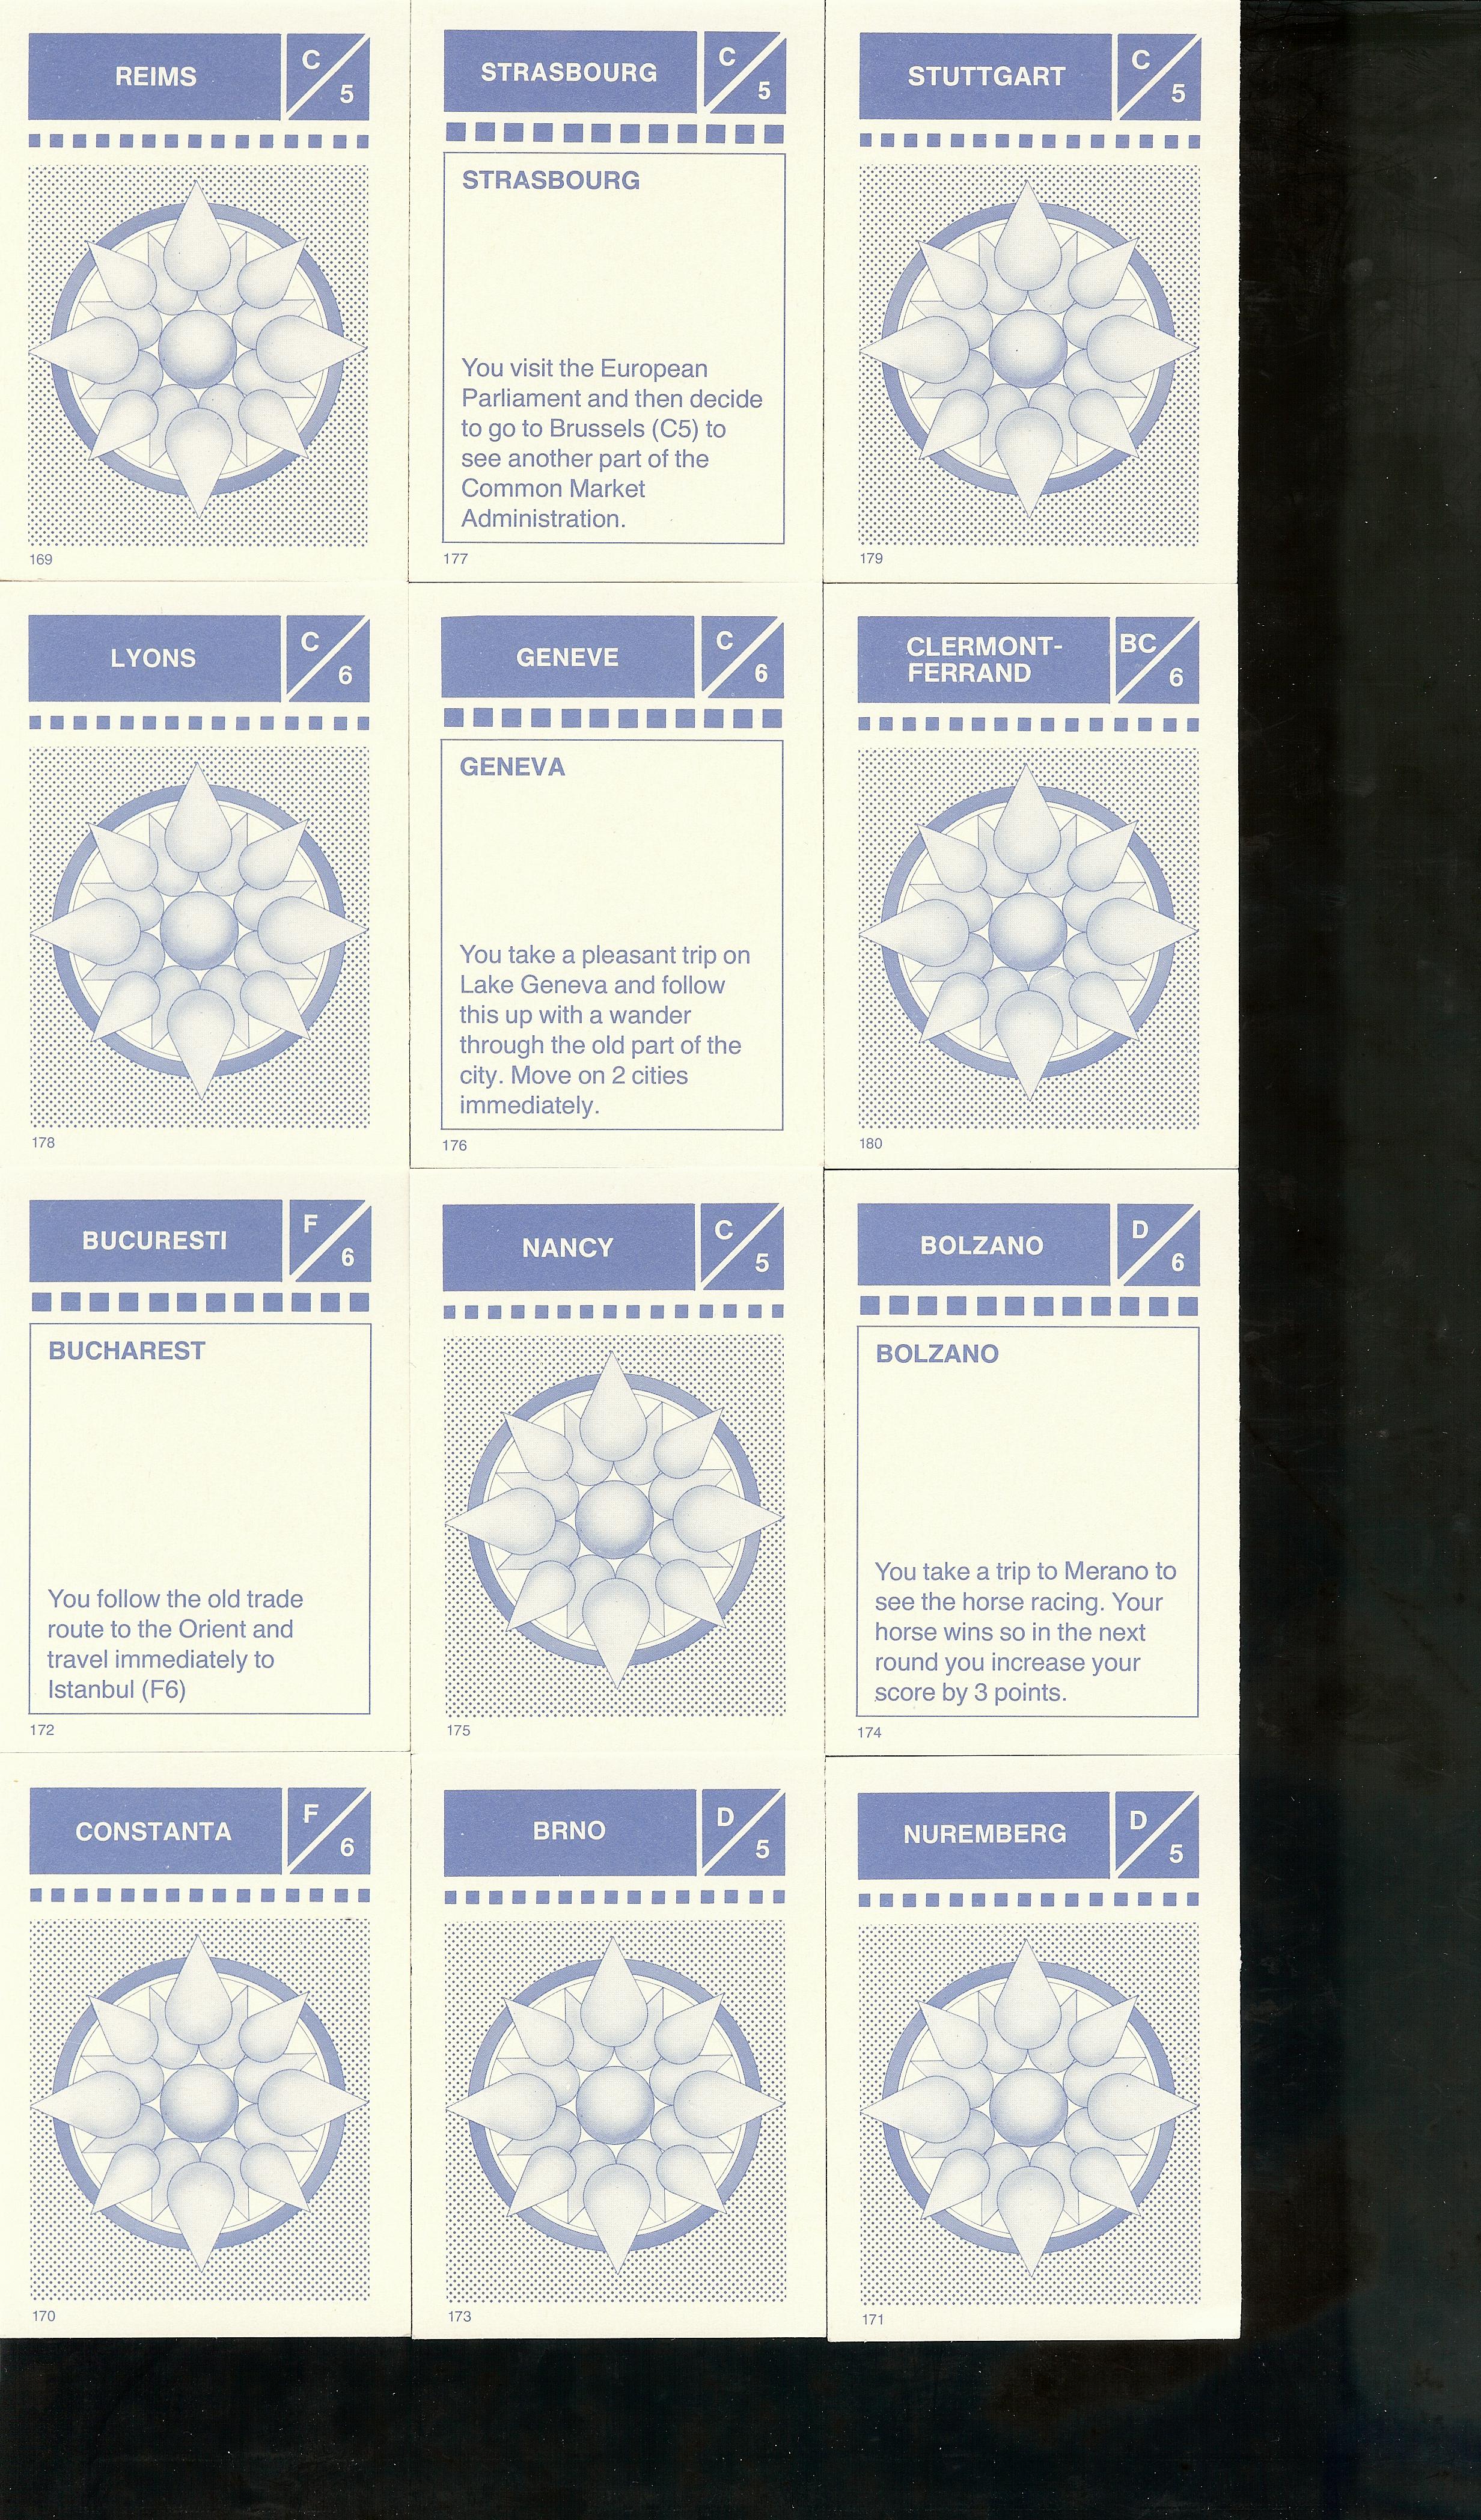 REIMS
C
5
169
STRASBOURG
C
5
STRASBOURG
You visit the European
Parliament and then decide
to go to Brussels (C5) to
see another part of the
Common Market
Administration.
177
STUTTGART
C
5
179
LYONS
C
6
178
GENEVE
C
6
GENEVA
You take a pleasant trip on
Lake Geneva and follow
this up with a wander
through the old part of the
city. Move on 2 cities
immediately.
176
CLERMONT-
FERRAND
BC
6
180
BUCURESTI
F
6
BUCHAREST
You follow the old trade
route to the Orient and
travel immediately to
Istanbul (F6)
172
NANCY
C
5
175
BOLZANO
D
6
BOLZANO
You take a trip to Merano to
see the horse racing. Your
horse wins so in the next
round you increase your
score by 3 points.
174
CONSTANTA
F
6
170
BRNO
D
5
173
NUREMBERG
D
5
171